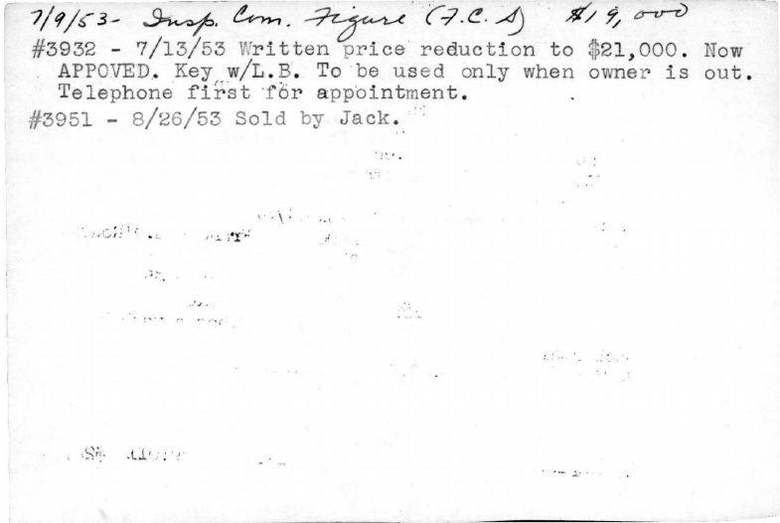 7/9/53- Insp. Com. Figure (F.C.S) $19,000
#3932 - 7/13/53 Written price reduction to $21,000. Now
APPOVED. Key w/L.B. To be used only when owner is out.
Telephone first for appointment.
#3951 - 8/26/53 Sold by Jack.